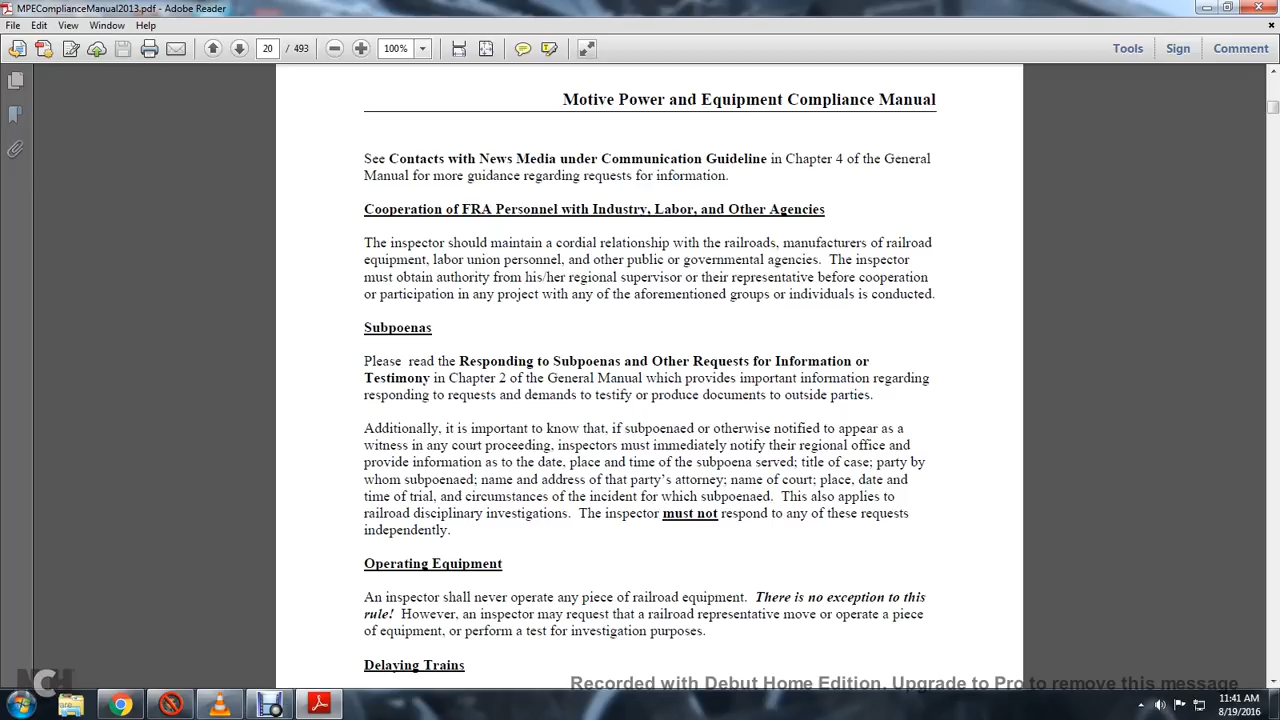 MPEComplianceManual2013.pdf - Adobe Reader
File Edit View Window Help
20 / 493 100% Tools Sign Comment
Motive Power and Equipment Compliance Manual
See Contacts with News Media under Communication Guideline in Chapter 4 of the General
Manual for more guidance regarding requests for information.
Cooperation of FRA Personnel with Industry, Labor, and Other Agencies
The inspector should maintain a cordial relationship with the railroads, manufacturers of railroad
equipment, labor union personnel, and other public or governmental agencies. The inspector
must obtain authority from his/her regional supervisor or their representative before cooperation
or participation in any project with any of the aforementioned groups or individuals is conducted.
Subpoenas
Please read the Responding to Subpoenas and Other Requests for Information or
Testimony in Chapter 2 of the General Manual which provides important information regarding
responding to requests and demands to testify or produce documents to outside parties.
Additionally, it is important to know that, if subpoenaed or otherwise notified to appear as a
witness in any court proceeding, inspectors must immediately notify their regional office and
provide information as to the date, place and time of the subpoena served; title of case; party by
whom subpoenaed; name and address of that party's attorney; name of court; place, date and
time of trial, and circumstances of the incident for which subpoenaed. This also applies to
railroad disciplinary investigations. The inspector must not respond to any of these requests
independently.
Operating Equipment
An inspector shall never operate any piece of railroad equipment. There is no exception to this
rule! However, an inspector may request that a railroad representative move or operate a piece
of equipment, or perform a test for investigation purposes.
Delaying Trains
Recorded with Debut Home Edition. Upgrade to Pro to remove this message
NCH
11:41 AM
8/19/2016